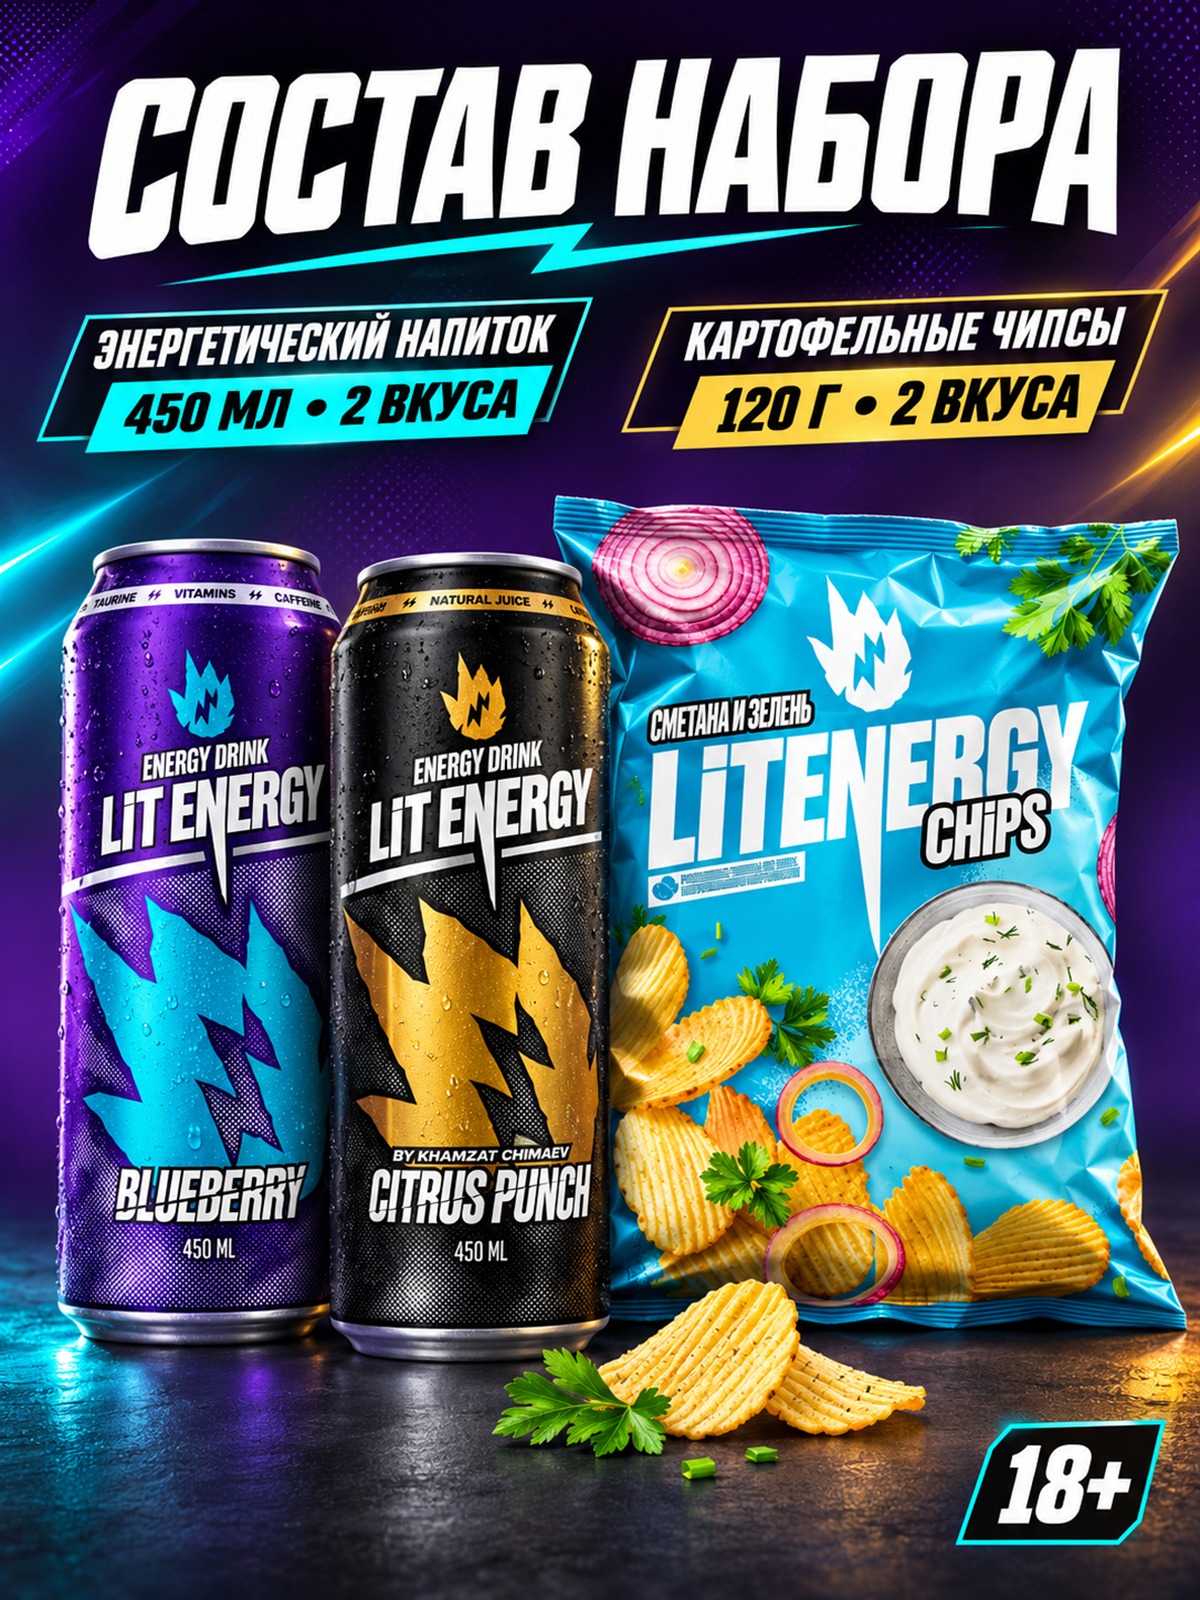 СОСТАВ НАБОРА
ЭНЕРГЕТИЧЕСКИЙ НАПИТОК
450 МЛ • 2 ВКУСА
КАРТОФЕЛЬНЫЕ ЧИПСЫ
120 Г • 2 ВКУСА
TAURINE VITAMINS CAFFEINE
ENERGY DRINK
LiT ENERGY
BLUEBERRY
450 ML
NATURAL JUICE
ENERGY DRINK
LiT ENERGY
BY KHAMZAT CHIMAEV
CITRUS PUNCH
450 ML
СМЕТАНА И ЗЕЛЕНЬ
LiTENERGY
CHiPS
18+